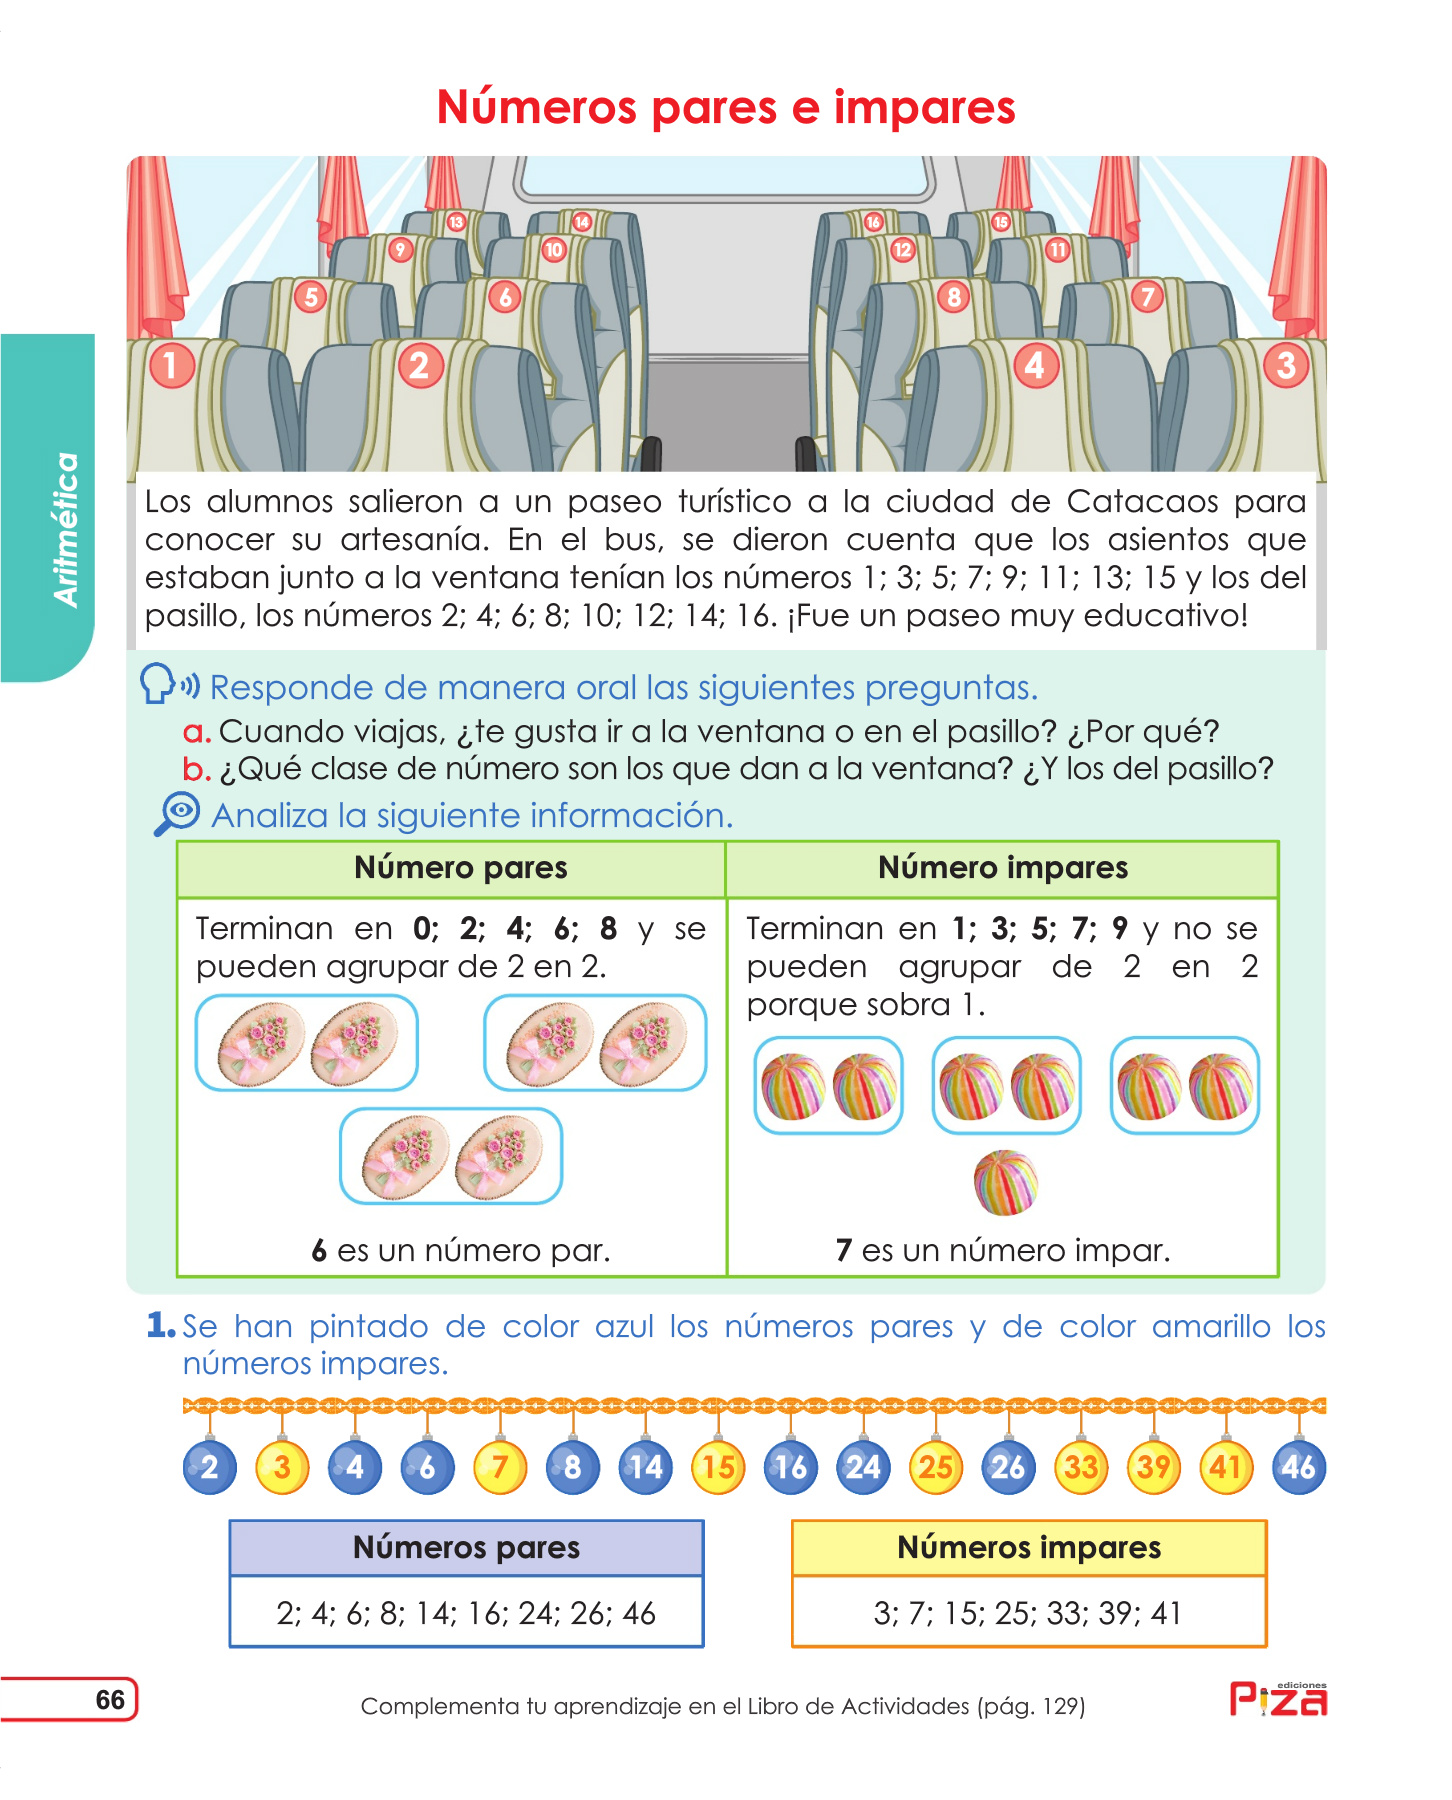 Números pares e impares
13 14 16 15
9 10 12 11
5 6 8 7
1 2 4 3
Aritmética
Los alumnos salieron a un paseo turístico a la ciudad de Catacaos para
conocer su artesanía. En el bus, se dieron cuenta que los asientos que
estaban junto a la ventana tenían los números 1; 3; 5; 7; 9; 11; 13; 15 y los del
pasillo, los números 2; 4; 6; 8; 10; 12; 14; 16. ¡Fue un paseo muy educativo!
Responde de manera oral las siguientes preguntas.
a. Cuando viajas, ¿te gusta ir a la ventana o en el pasillo? ¿Por qué?
b. ¿Qué clase de número son los que dan a la ventana? ¿Y los del pasillo?
Analiza la siguiente información.
Número pares
Terminan en 0; 2; 4; 6; 8 y se
pueden agrupar de 2 en 2.
6 es un número par.
Número impares
Terminan en 1; 3; 5; 7; 9 y no se
pueden agrupar de 2 en 2
porque sobra 1.
7 es un número impar.
1. Se han pintado de color azul los números pares y de color amarillo los
números impares.
2 3 4 6 7 8 14 15 16 24 25 26 33 39 41 46
Números pares
2; 4; 6; 8; 14; 16; 24; 26; 46
Números impares
3; 7; 15; 25; 33; 39; 41
66
Complementa tu aprendizaje en el Libro de Actividades (pág. 129)
ediciones
Piza